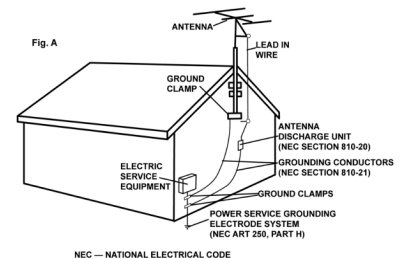 ANTENNA
Fig. A
LEAD IN
WIRE
GROUND
CLAMP
ANTENNA
DISCHARGE UNIT
(NEC SECTION 810-20)
ELECTRIC
SERVICE
EQUIPMENT
GROUNDING CONDUCTORS
(NEC SECTION 810-21)
GROUND CLAMPS
POWER SERVICE GROUNDING
ELECTRODE SYSTEM
(NEC ART 250, PART H)
NEC — NATIONAL ELECTRICAL CODE